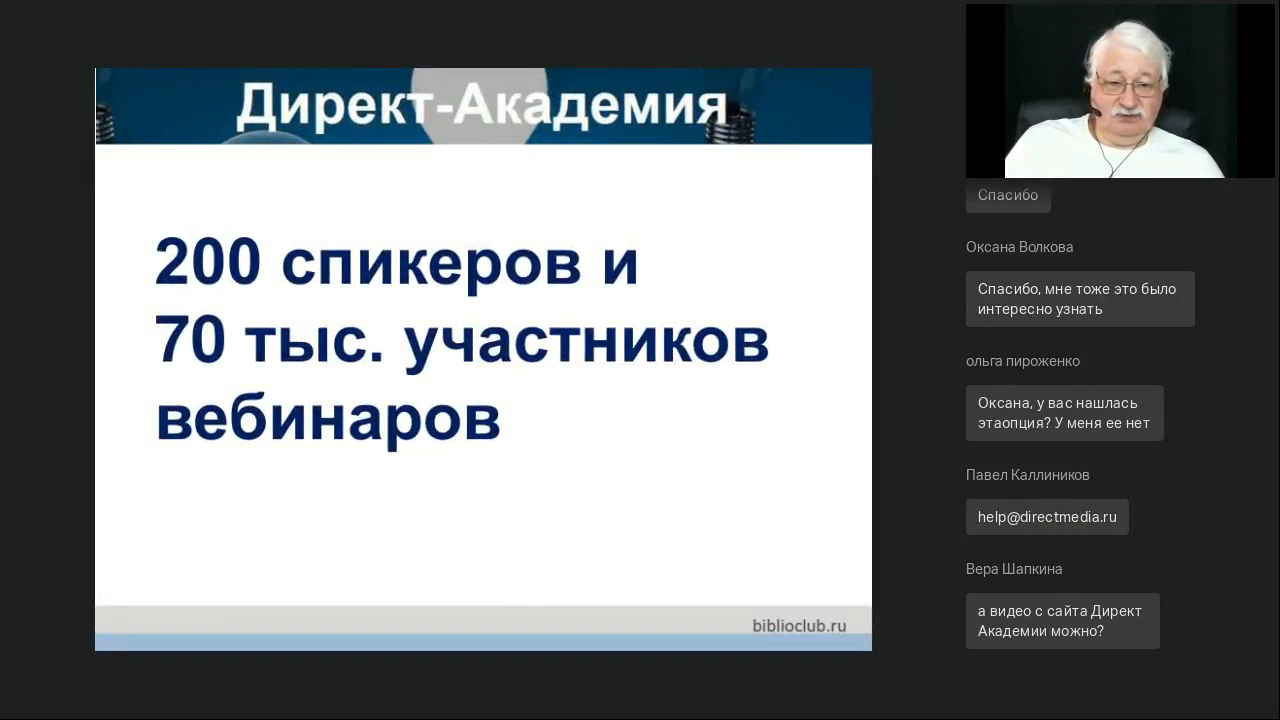 Директ-Академия
200 спикеров и
70 тыс. участников
вебинаров
biblioclub.ru
Спасибо
Оксана Волкова
Спасибо, мне тоже это было
интересно узнать
ольга пироженко
Оксана, у вас нашлась
этаопция? У меня ее нет
Павел Каллиников
help@directmedia.ru
Вера Шапкина
а видео с сайта Директ
Академии можно?